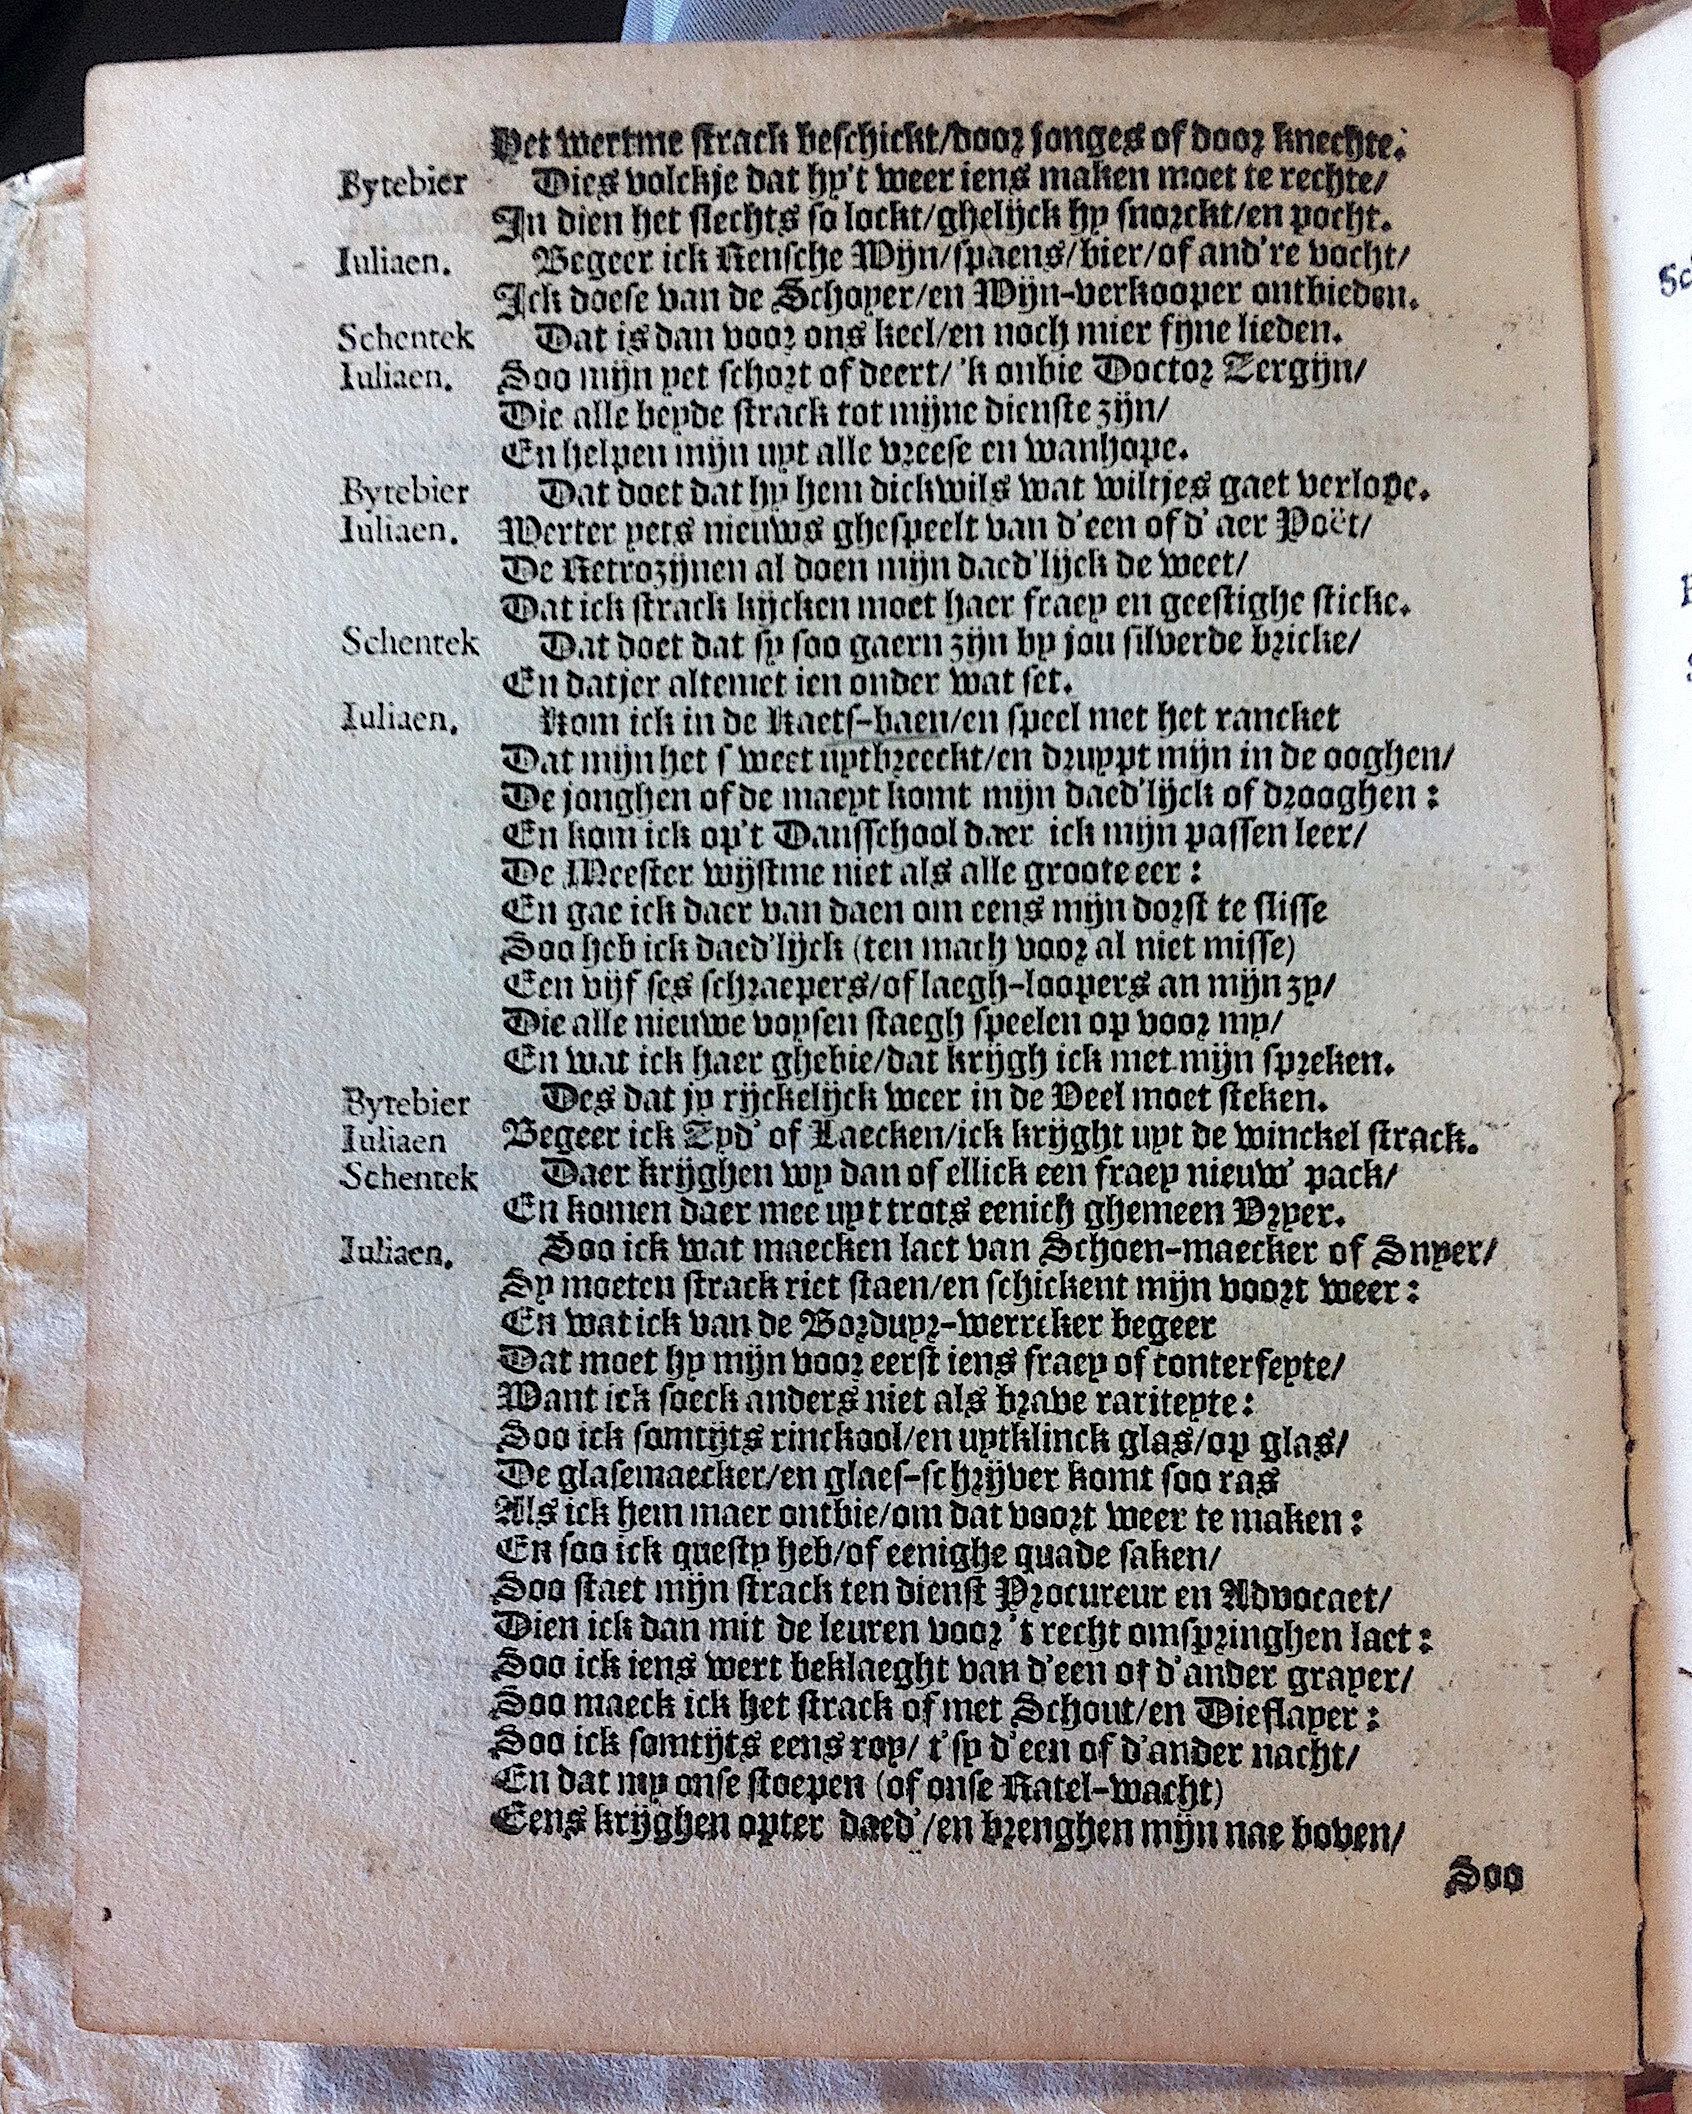 Het wertme strack beschickt/door jonges of door knechte:
Bytebier Dies volckje dat hy't weer iens maken moet te rechte/
In dien het slechts so lockt/ghelijck hy snorckt/en pocht.
Iuliaen. Begeer ick Rensche Wijn/spaens/bier/of and're vocht/
Ick doese van de Schoyer/en Wijn-verkooper ontbieden.
Schentek Dat is dan voor ons keel/en noch mier fijne lieden.
Iuliaen. Soo mijn yet schort of deert/ 'k onbie Doctor Zergijn/
Die alle beyde strack tot mijne dienste zijn/
En helpen mijn uyt alle vreese en wanhope.
Bytebier Dat doet dat hy hem dickwils wat wiltjes gaet verlope.
Iuliaen. Werter yets nieuws ghespeelt van d'een of d' aer Poët/
De Retrozijnen al doen mijn daed'lijck de weet/
Dat ick strack kijcken moet haer fraey en geestighe sticke.
Schentek Dat doet dat sy soo gaern zijn by jou silverde bricke/
En datjer altemet ien onder wat set.
Iuliaen. Kom ick in de Kaets-baen/en speel met het rancket
Dat mijn het sweet uytbreeckt/en druypt mijn in de ooghen/
De jonghen of de maeyt komt mijn daed'lijck of drooghen:
En kom ick op't Dansschool daer ick mijn passen leer/
De Meester wijstme niet als alle groote eer:
En gae ick daer van daen om eens mijn dorst te slisse
Soo heb ick daed'lijck (ten mach voor al niet misse)
Een vijf ses schraepers/of laegh-loopers an mijn zy/
Die alle nieuwe voysen staegh speelen op voor my/
En wat ick haer ghebie/dat krijgh ick met mijn spreken.
Bytebier Des dat jy rijckelijck weer in de Veel moet steken.
Iuliaen Begeer ick Zyd' of Laecken/ick krijght uyt de winckel strack.
Schentek Daer krijghen wy dan of ellick een fraey nieuw' pack/
En komen daer mee uyt trots eenich ghemeen Vryer.
Iuliaen. Soo ick wat maecken laet van Schoen-maecker of Snyer/
Sy moeten strack riet staen/en schickent mijn voort weer:
En wat ick van de Borduyr-wercker begeer
Dat moet hy mijn voor eerst iens fraey of conterfeyte/
Want ick soeck anders niet als brave rariteyte:
Soo ick somtijts rinckool/en uytklinck glas/op glas/
De glasemaecker/en glaes-schrijver komt soo ras
Als ick hem maer ontbie/om dat voort weer te maken:
En soo ick questy heb/of eenighe quade saken/
Soo staet mijn strack ten dienst Procureur en Advocaet/
Dien ick dan mit de leuren voor 't recht omspringhen laet:
Soo ick iens wert beklaeght van d'een of d'ander graper/
Soo maeck ick het strack of met Schout/en Dieflayer:
Soo ick somtijts eens roy/ t'sy d'een of d'ander nacht/
En dat my onse stoepen (of onse Ratel-wacht)
Eens krijghen opter daed'/en brenghen mijn nae boven/
Soo